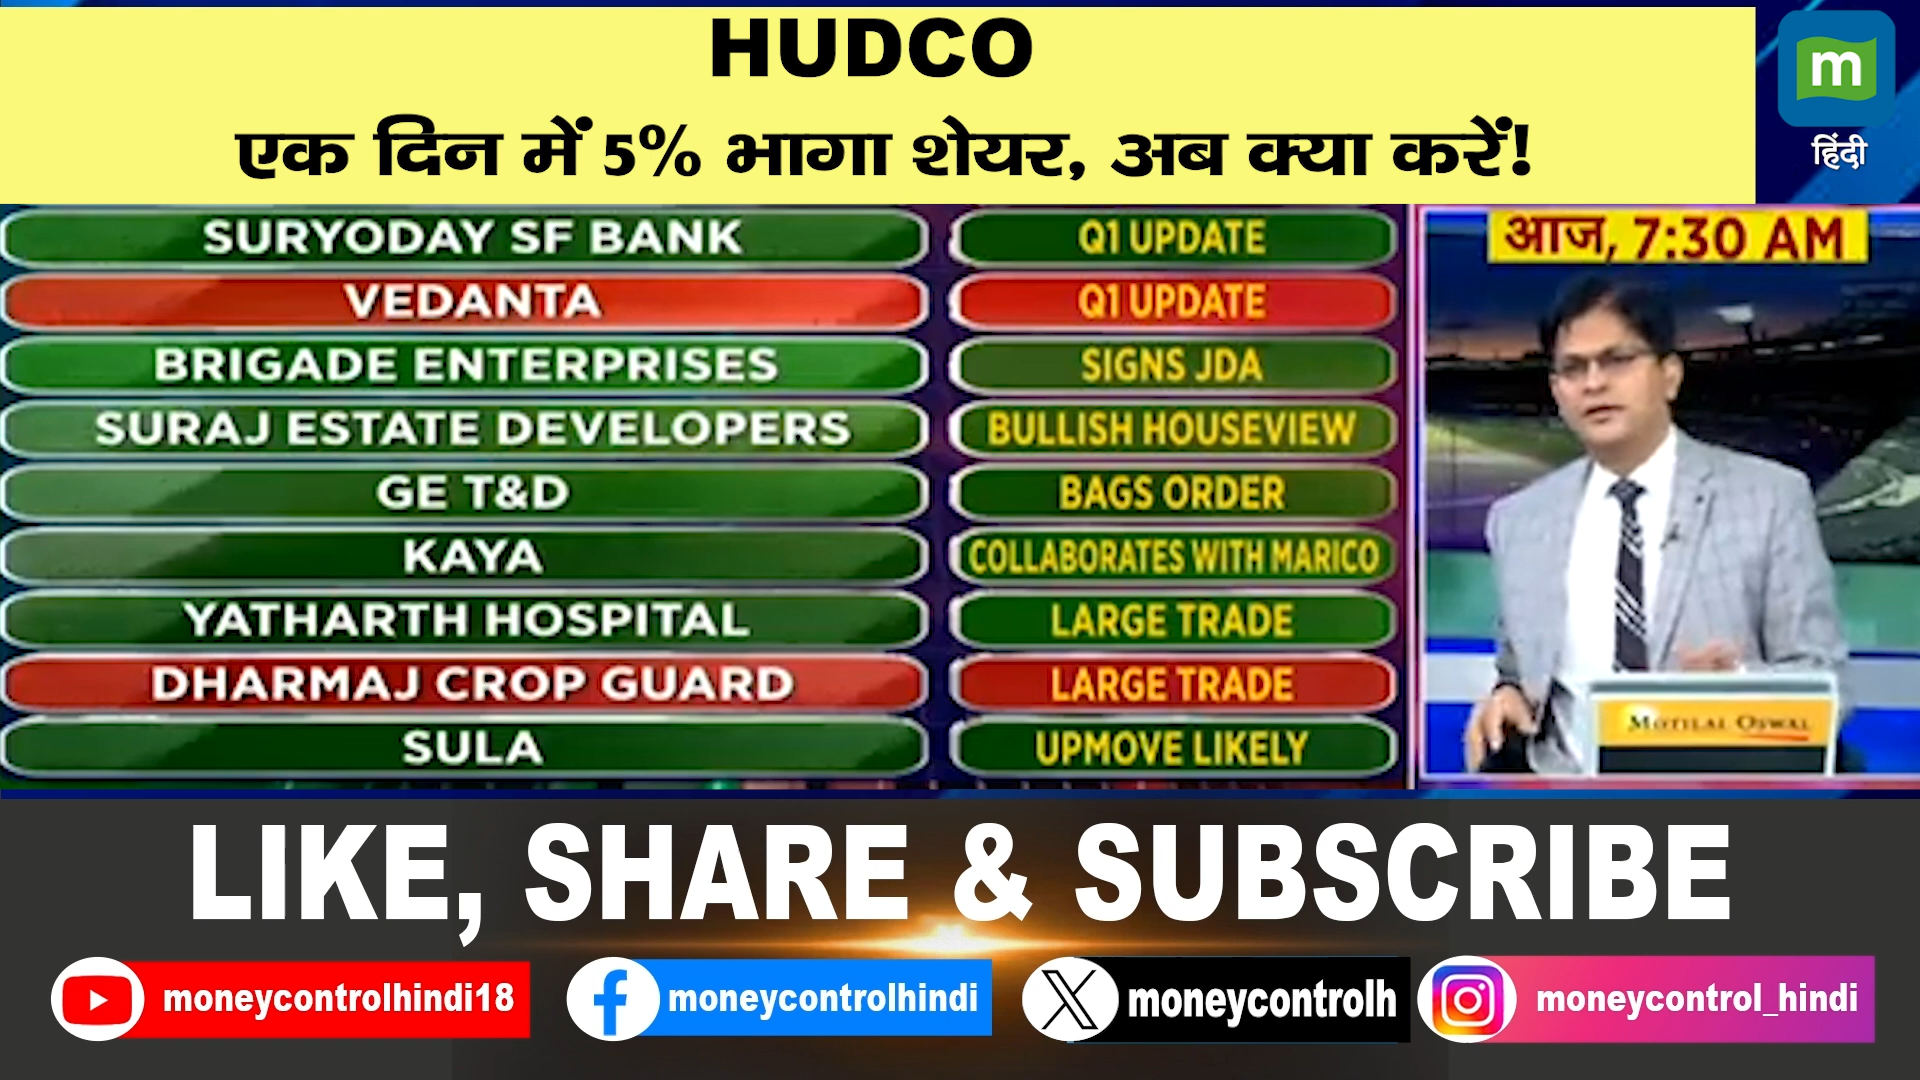 HUDCO
एक दिन में 5% भागा शेयर, अब क्या करें!
m
हिंदी
SURYODAY SF BANK Q1 UPDATE
VEDANTA Q1 UPDATE
BRIGADE ENTERPRISES SIGNS JDA
SURAJ ESTATE DEVELOPERS BULLISH HOUSEVIEW
GE T&D BAGS ORDER
KAYA COLLABORATES WITH MARICO
YATHARTH HOSPITAL LARGE TRADE
DHARMAJ CROP GUARD LARGE TRADE
SULA UPMOVE LIKELY
आज, 7:30 AM
MOTILAL OSWAL
LIKE, SHARE & SUBSCRIBE
moneycontrolhindi18
moneycontrolhindi
moneycontrolh
moneycontrol_hindi